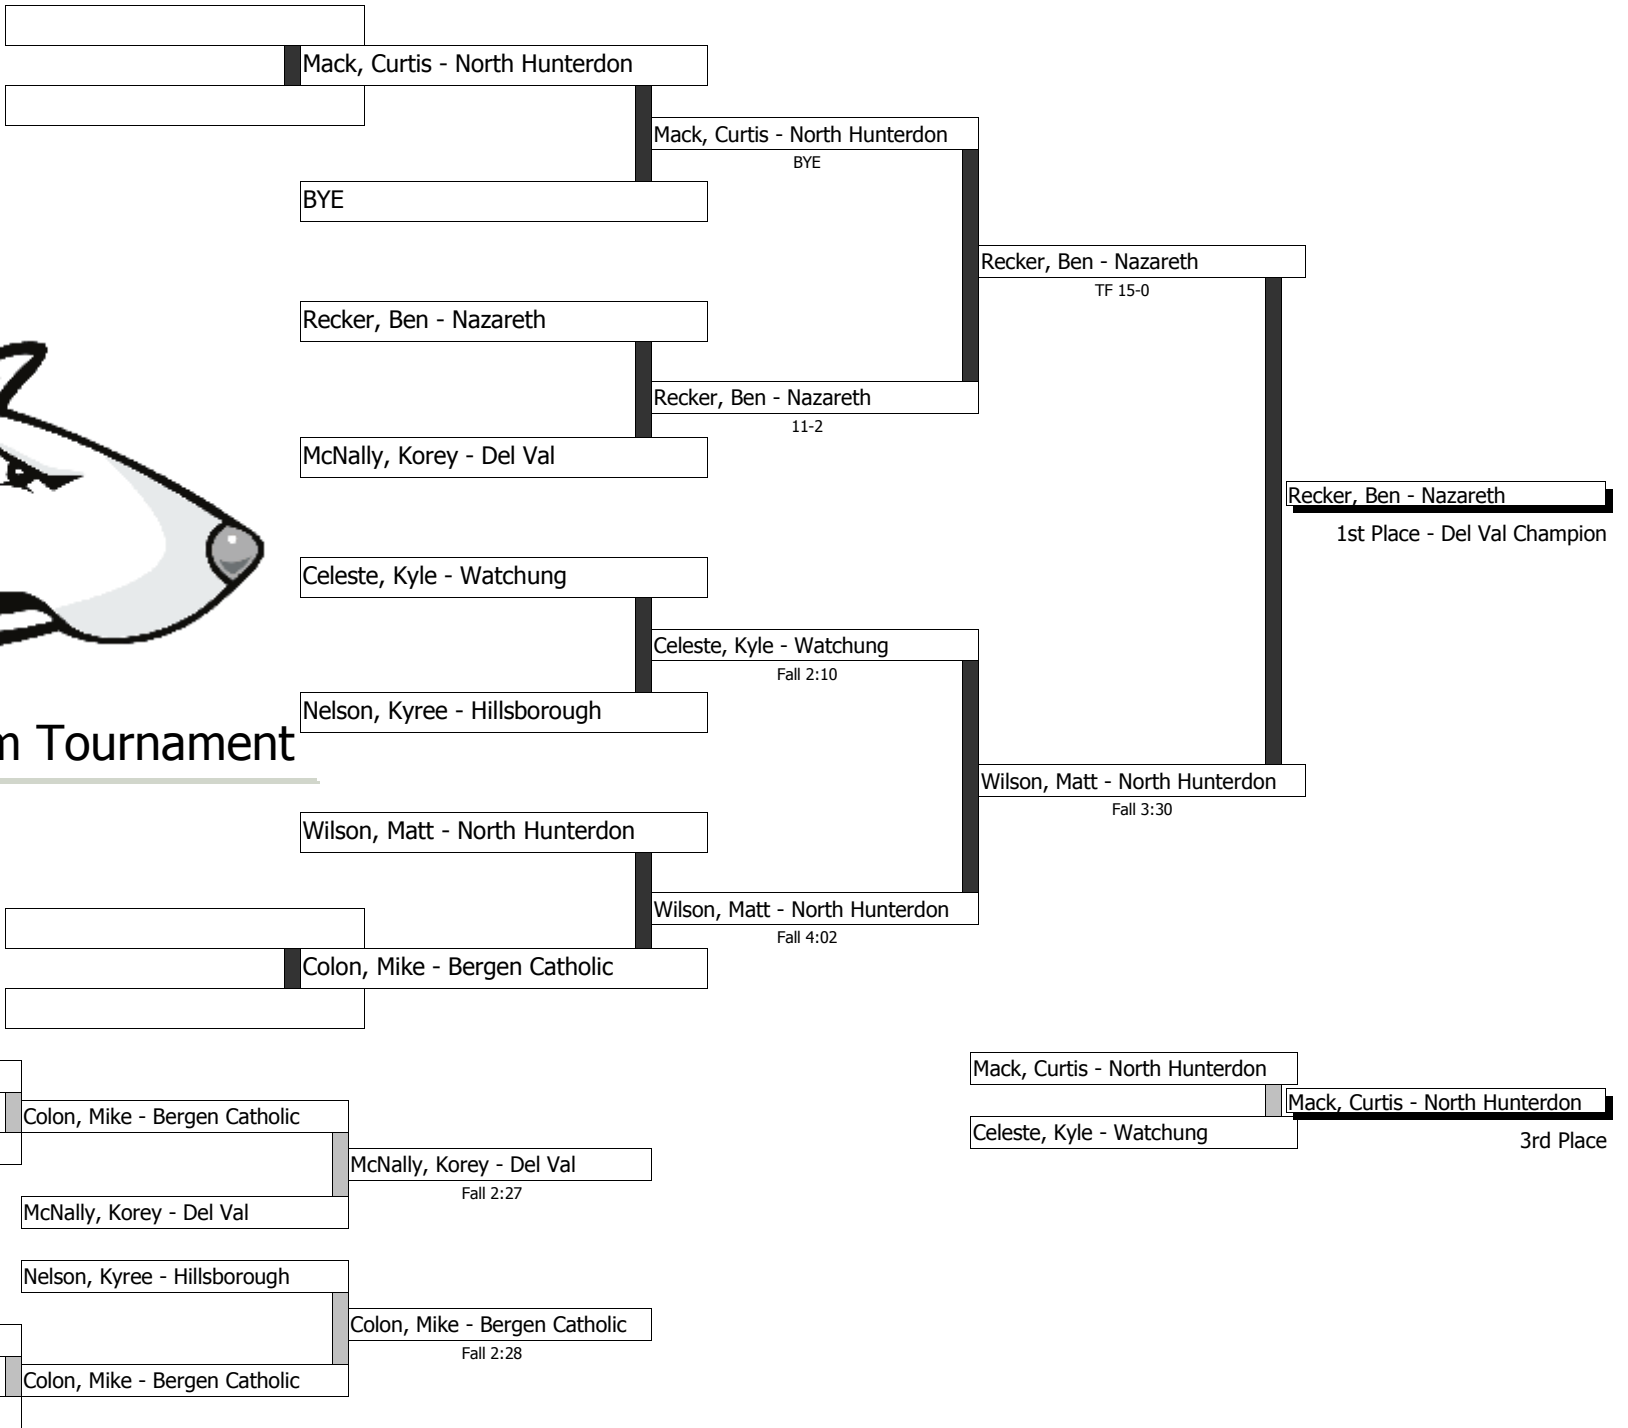 Mack, Curtis - North Hunterdon
Mack, Curtis - North Hunterdon
BYE
BYE
Recker, Ben - Nazareth
TF 15-0
Recker, Ben - Nazareth
Recker, Ben - Nazareth
11-2
McNally, Korey - Del Val
Recker, Ben - Nazareth
1st Place - Del Val Champion
Celeste, Kyle - Watchung
Celeste, Kyle - Watchung
Fall 2:10
Nelson, Kyree - Hillsborough
Tournament
Wilson, Matt - North Hunterdon
Fall 3:30
Wilson, Matt - North Hunterdon
Wilson, Matt - North Hunterdon
Fall 4:02
Colon, Mike - Bergen Catholic
Mack, Curtis - North Hunterdon
Mack, Curtis - North Hunterdon
Celeste, Kyle - Watchung
3rd Place
Colon, Mike - Bergen Catholic
McNally, Korey - Del Val
Fall 2:27
McNally, Korey - Del Val
Nelson, Kyree - Hillsborough
Colon, Mike - Bergen Catholic
Fall 2:28
Colon, Mike - Bergen Catholic